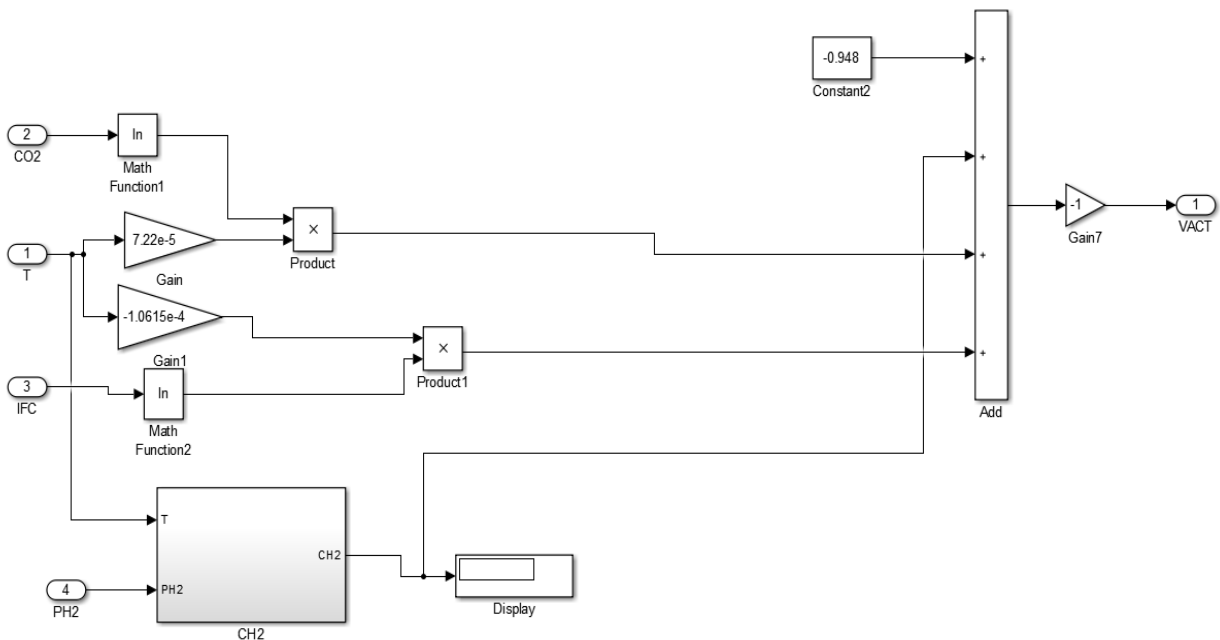 -0.948
+
Constant2
2
ln
CO2
Math
Function1
+
-1
1
Gain7
VACT
7.22e-5
×
Product
1
T
+
Gain
-1.0615e-4
×
Product1
+
Gain1
3
IFC
ln
Math
Function2
Add
T
CH2
PH2
4
PH2
Display
CH2